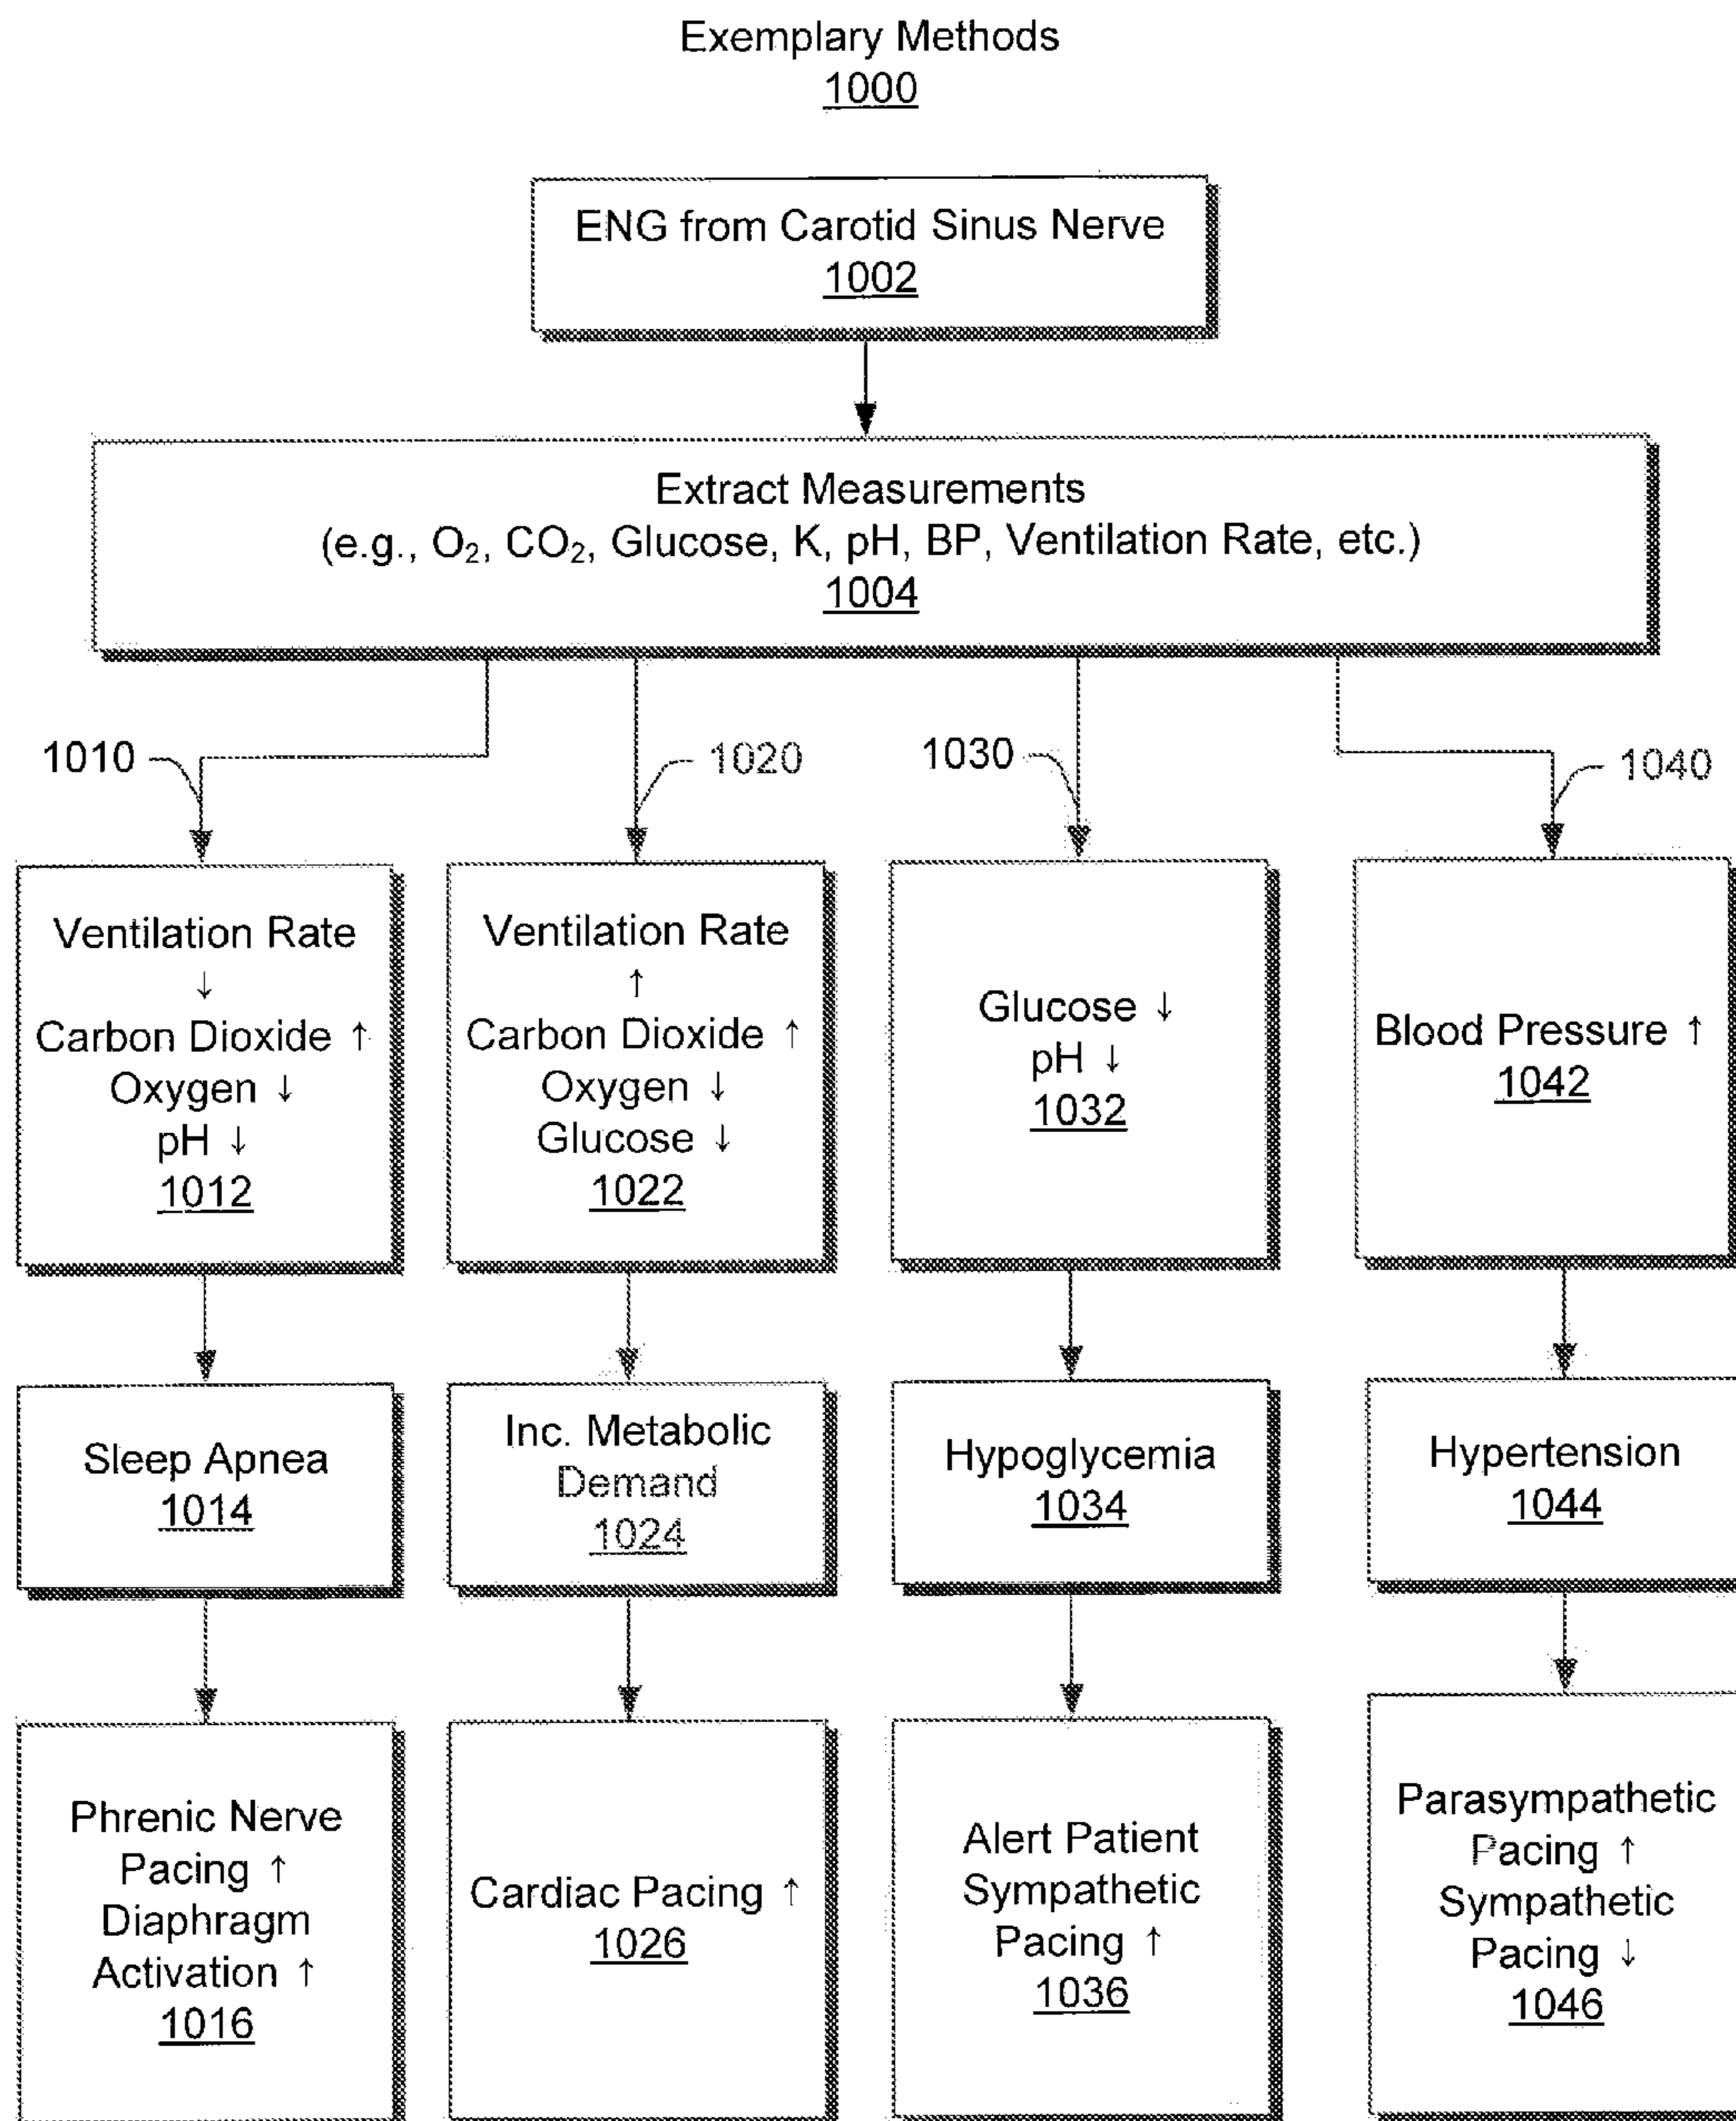 Exemplary Methods
1000
ENG from Carotid Sinus Nerve
1002
Extract Measurements
(e.g., O₂, CO₂, Glucose, K, pH, BP, Ventilation Rate, etc.)
1004
1010
1020
1030
1040
Ventilation Rate
↓
Carbon Dioxide ↑
Oxygen ↓
pH ↓
1012
Ventilation Rate
↑
Carbon Dioxide ↑
Oxygen ↓
Glucose ↓
1022
Glucose ↓
pH ↓
1032
Blood Pressure ↑
1042
Sleep Apnea
1014
Inc. Metabolic
Demand
1024
Hypoglycemia
1034
Hypertension
1044
Phrenic Nerve
Pacing ↑
Diaphragm
Activation ↑
1016
Cardiac Pacing ↑
1026
Alert Patient
Sympathetic
Pacing ↑
1036
Parasympathetic
Pacing ↑
Sympathetic
Pacing ↓
1046